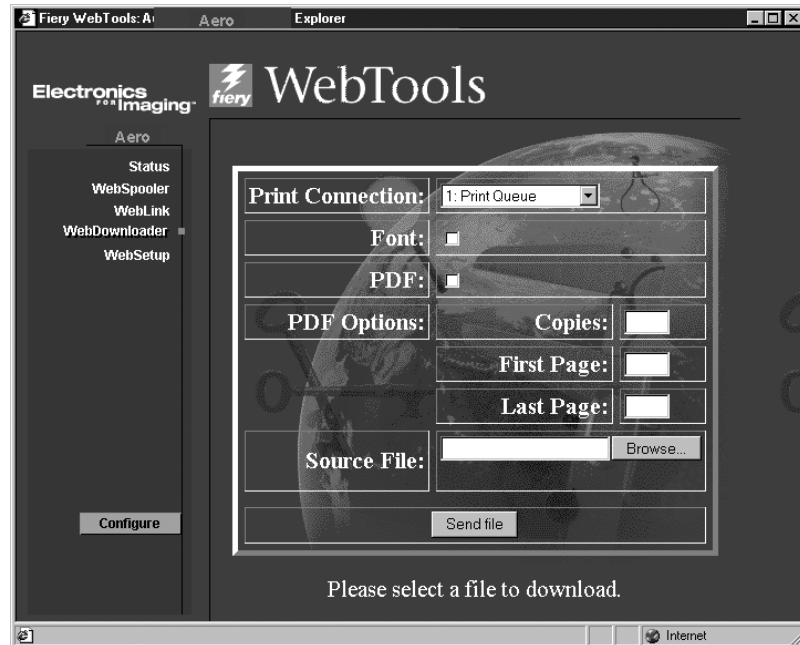 Fiery WebTools: A Aero Explorer
Electronics FOR Imaging
fiery WebTools
Aero
Status
WebSpooler
WebLink
WebDownloader
WebSetup
Configure
Print Connection: 1: Print Queue
Font:
PDF:
PDF Options: Copies:
First Page:
Last Page:
Source File: Browse...
Send file
Please select a file to download.
Internet